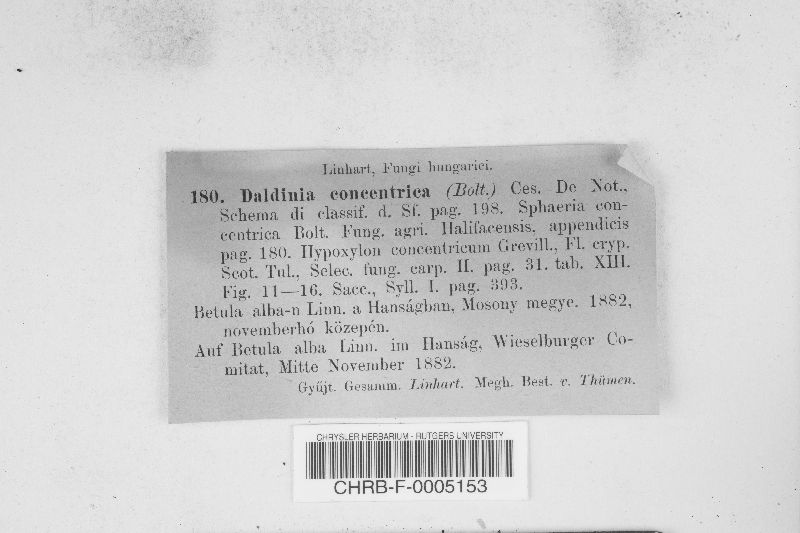 Linhart, Fungi hungarici.
180. Daldinia concentrica (Bolt.) Ces. De Not.,
Schema di classif. d. Sf. pag. 198. Sphaeria con-
centrica Bolt. Fung. agri. Halifacensis, appendicis
pag. 180. Hypoxylon concentricum Grevill., Fl. cryp.
Scot. Tul., Selec. fung. carp. II. pag. 31. tab. XIII.
Fig. 11—16. Sacc., Syll. I. pag. 393.
Betula alba-n Linn. a Hanságban, Mosony megye. 1882,
novemberhó közepén.
Auf Betula alba Linn. im Hanság, Wieselburger Co-
mitat, Mitte November 1882.
Gyűjt. Gesamm. Linhart. Megh. Best. v. Thümen.
CHRYSLER HERBARIUM - RUTGERS UNIVERSITY
CHRB-F-0005153